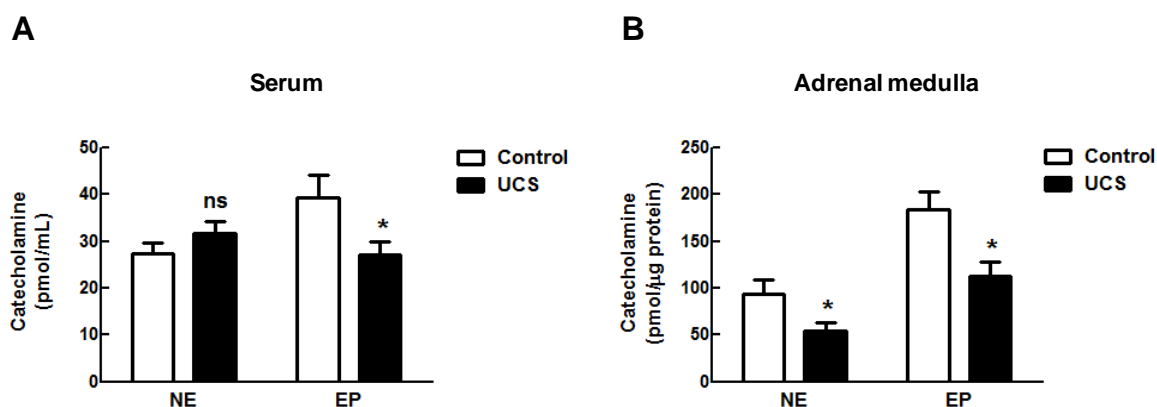 A
Serum
Catecholamine
(pmol/mL)
50
40
30
20
10
0
ns
*
NE
EP
Control
UCS
B
Adrenal medulla
Catecholamine
(pmol/µg protein)
250
200
150
100
50
0
*
*
NE
EP
Control
UCS